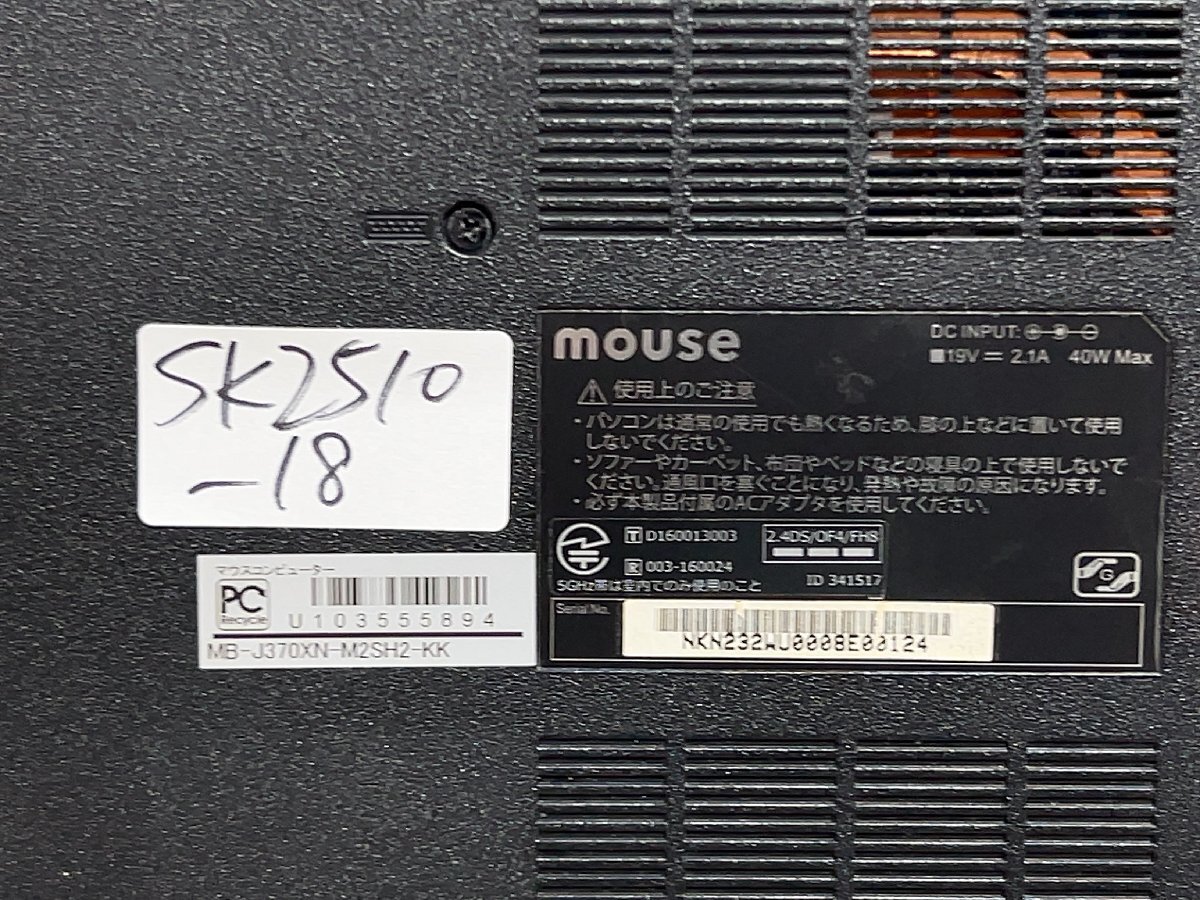 SK2510
-18
マウスコンピューター
PC
Recycle
U103555894
MB-J370XN-M2SH2-KK
mouse
DC INPUT:
19V 2.1A 40W Max
使用上のご注意
・パソコンは通常の使用でも熱くなるため、膝の上などに置いて使用
しないでください。
・ソファーやカーペット、布団やベッドなどの寝具の上で使用しないで
ください。通風口を塞ぐことになり、発熱や故障の原因になります。
・必ず本製品付属のACアダプタを使用してください。
T D160013003
R 003-160024
2.4DS/OF4/FH8
5GHz帯は室内でのみ使用のこと
ID 341517
G
Serial No.
NKN232WJ0008E00124